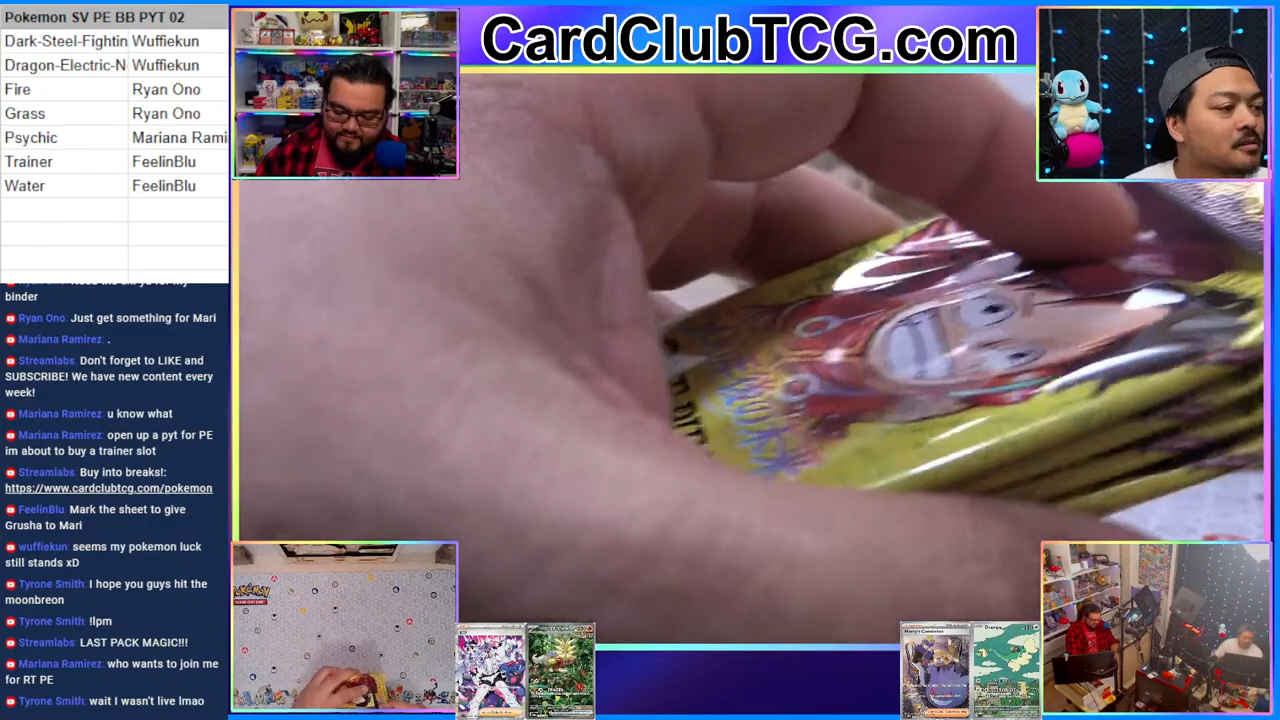 CardClubTCG.com
Pokemon SV PE BB PYT 02
Dark-Steel-Fightin Wuffiekun
Dragon-Electric-N Wuffiekun
Fire Ryan Ono
Grass Ryan Ono
Psychic Mariana Rami
Trainer FeelinBlu
Water FeelinBlu
binder
Ryan Ono: Just get something for Mari
Mariana Ramirez: .
Streamlabs: Don't forget to LIKE and
SUBSCRIBE! We have new content every
week!
Mariana Ramirez: u know what
Mariana Ramirez: open up a pyt for PE
im about to buy a trainer slot
Streamlabs: Buy into breaks!:
https://www.cardclubtcg.com/pokemon
FeelinBlu: Mark the sheet to give
Grusha to Mari
wuffiekun: seems my pokemon luck
still stands xD
Tyrone Smith: I hope you guys hit the
moonbreon
Tyrone Smith: !lpm
Streamlabs: LAST PACK MAGIC!!!
Mariana Ramirez: who wants to join me
for RT PE
Tyrone Smith: wait I wasn't live lmao
POKEMON